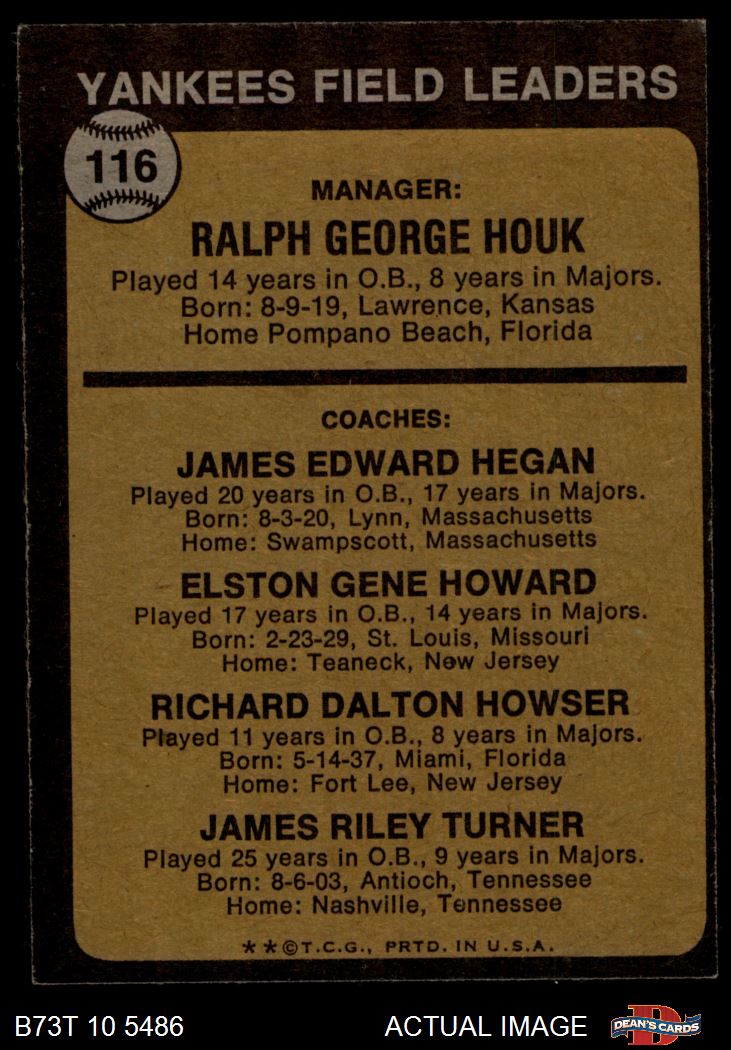 YANKEES FIELD LEADERS
116
MANAGER:
RALPH GEORGE HOUK
Played 14 years in O.B., 8 years in Majors.
Born: 8-9-19, Lawrence, Kansas
Home Pompano Beach, Florida
COACHES:
JAMES EDWARD HEGAN
Played 20 years in O.B., 17 years in Majors.
Born: 8-3-20, Lynn, Massachusetts
Home: Swampscott, Massachusetts
ELSTON GENE HOWARD
Played 17 years in O.B., 14 years in Majors.
Born: 2-23-29, St. Louis, Missouri
Home: Teaneck, New Jersey
RICHARD DALTON HOWSER
Played 11 years in O.B., 8 years in Majors.
Born: 5-14-37, Miami, Florida
Home: Fort Lee, New Jersey
JAMES RILEY TURNER
Played 25 years in O.B., 9 years in Majors.
Born: 8-6-03, Antioch, Tennessee
Home: Nashville, Tennessee
**©T.C.G., PRTD. IN U.S.A.
B73T 10 5486 ACTUAL IMAGE D DEAN'S CARDS